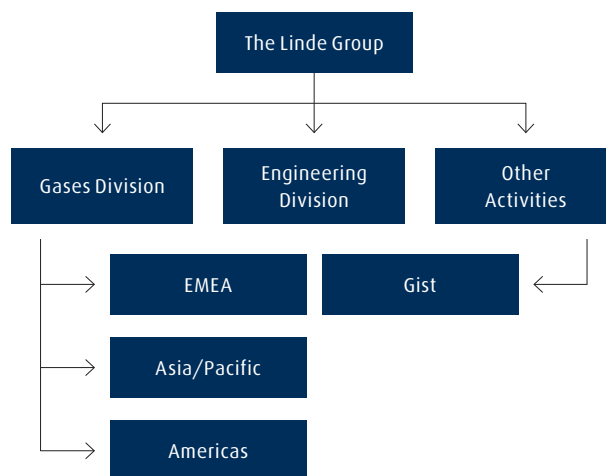 The Linde Group
Gases Division
Engineering
Division
Other
Activities
EMEA
Gist
Asia/Pacific
Americas